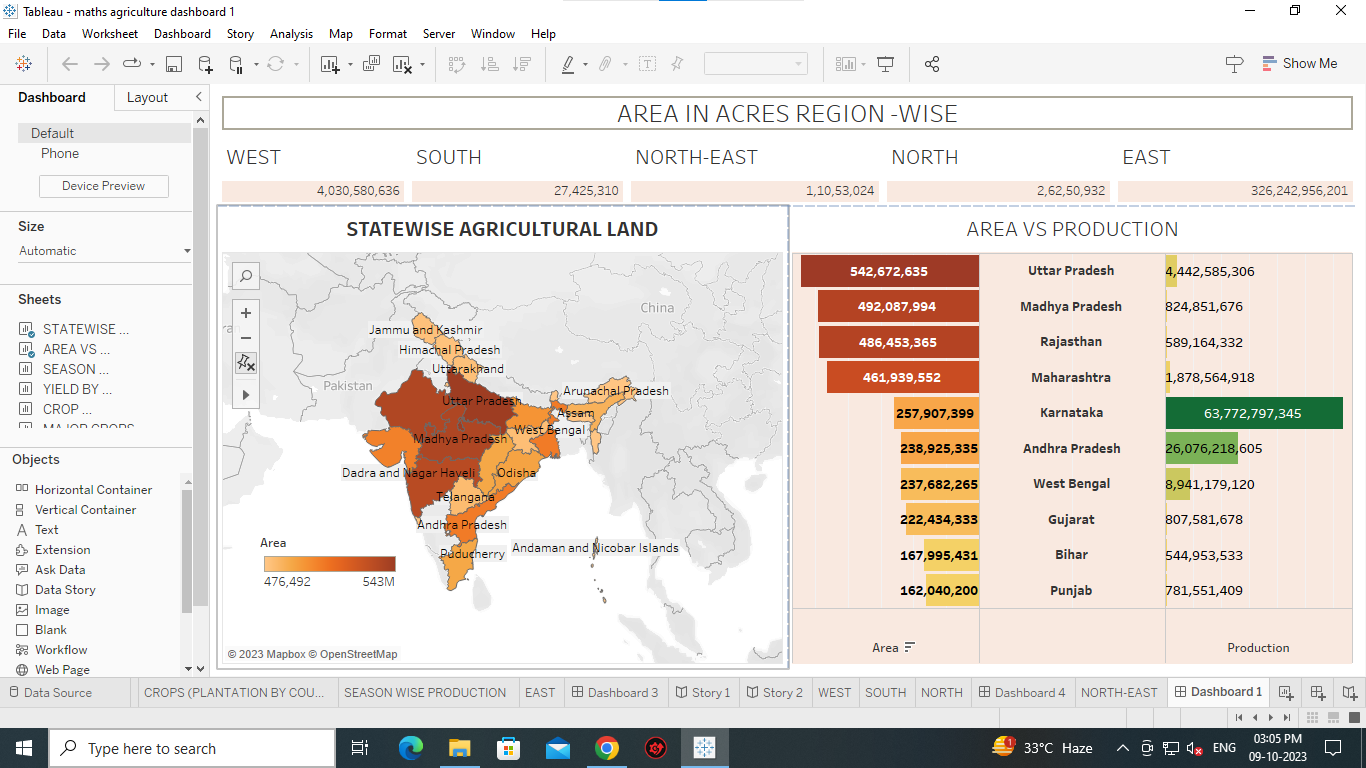 Tableau - maths agriculture dashboard 1
File Data Worksheet Dashboard Story Analysis Map Format Server Window Help
Show Me
Dashboard Layout
Default
Phone
Device Preview
Size
Automatic
Sheets
STATEWISE ...
AREA VS ...
SEASON ...
YIELD BY ...
CROP ...
MAJOR CROPS
Objects
Horizontal Container
Vertical Container
Text
Extension
Ask Data
Data Story
Image
Blank
Workflow
Web Page
AREA IN ACRES REGION -WISE
WEST SOUTH NORTH-EAST NORTH EAST
4,030,580,636 27,425,310 1,10,53,024 2,62,50,932 326,242,956,201
STATEWISE AGRICULTURAL LAND
China
Jammu and Kashmir
Himachal Pradesh
Uttarakhand
Pakistan
Arunachal Pradesh
Uttar Pradesh
Assam
West Bengal
Madhya Pradesh
Dadra and Nagar Haveli
Odisha
Telangana
Andhra Pradesh
Puducherry
Andaman and Nicobar Islands
Area
476,492 543M
© 2023 Mapbox © OpenStreetMap
AREA VS PRODUCTION
542,672,635 Uttar Pradesh 4,442,585,306
492,087,994 Madhya Pradesh 824,851,676
486,453,365 Rajasthan 589,164,332
461,939,552 Maharashtra 1,878,564,918
257,907,399 Karnataka 63,772,797,345
238,925,335 Andhra Pradesh 26,076,218,605
237,682,265 West Bengal 8,941,179,120
222,434,333 Gujarat 807,581,678
167,995,431 Bihar 544,953,533
162,040,200 Punjab 781,551,409
Area Production
Data Source CROPS (PLANTATION BY COU... SEASON WISE PRODUCTION EAST Dashboard 3 Story 1 Story 2 WEST SOUTH NORTH Dashboard 4 NORTH-EAST Dashboard 1
Type here to search
1
33°C Haze
ENG
03:05 PM
09-10-2023